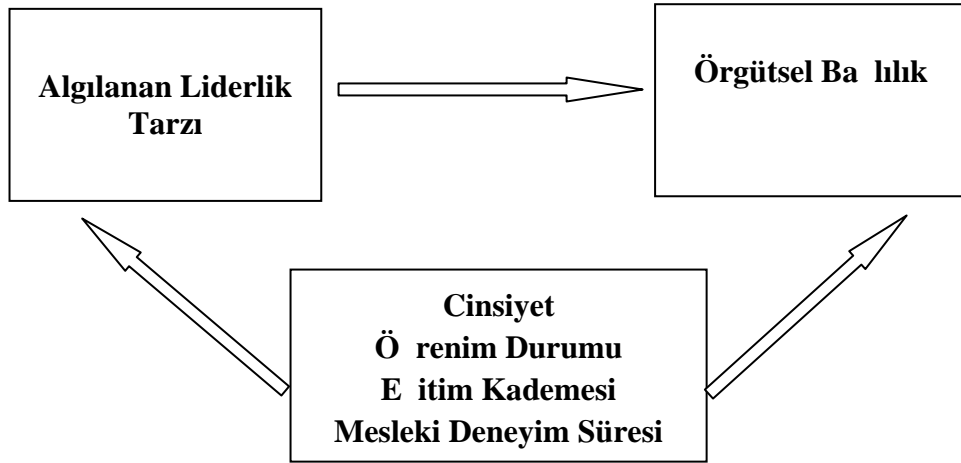 Algılanan Liderlik
Tarzı
Örgütsel Ba lılık
Cinsiyet
Ö renim Durumu
E itim Kademesi
Mesleki Deneyim Süresi